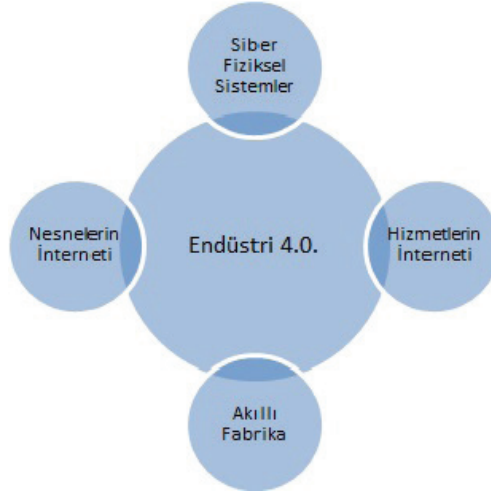 Siber
Fiziksel
Sistemler
Nesnelerin
İnterneti
Endüstri 4.0.
Hizmetlerin
İnterneti
Akıllı
Fabrika